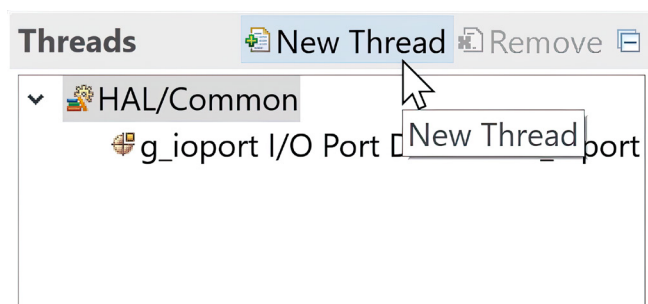 Threads New Thread Remove
HAL/Common
g_ioport I/O Port
New Thread
port